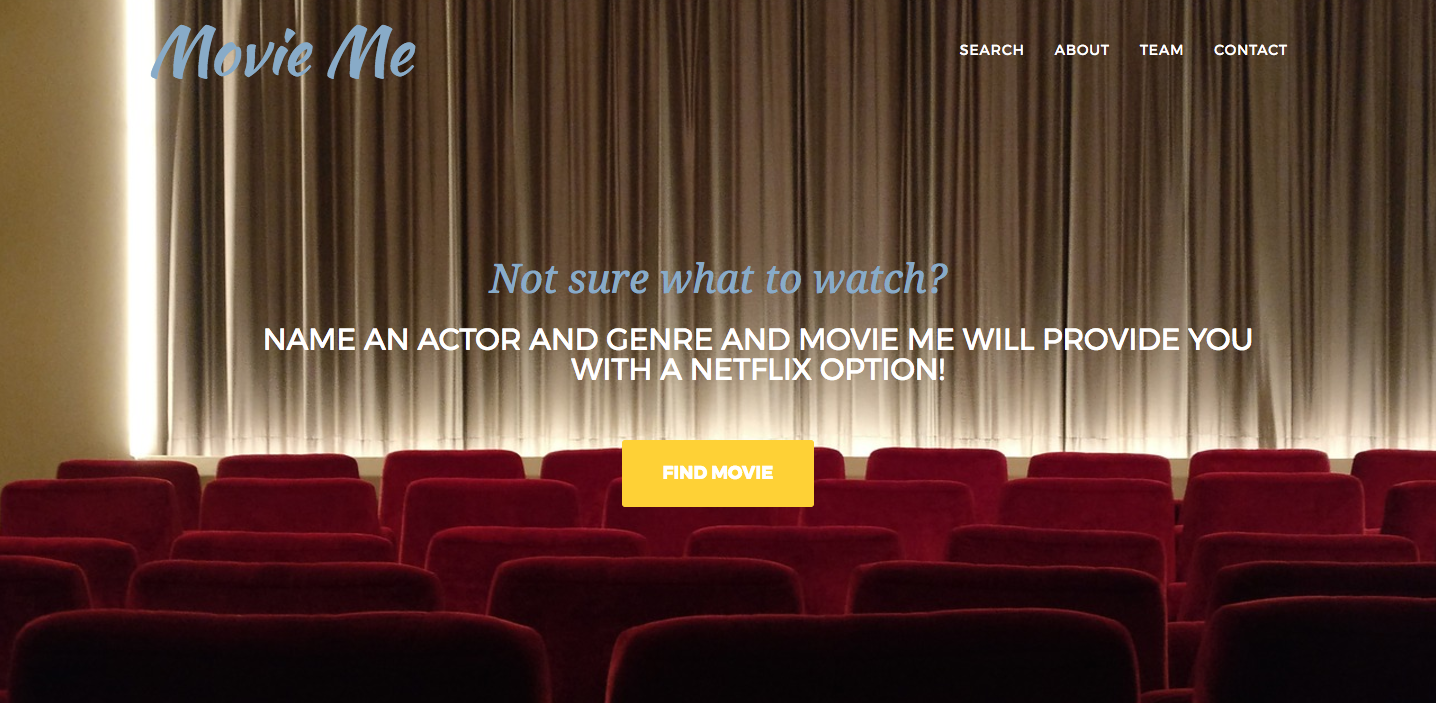 Movie Me
SEARCH ABOUT TEAM CONTACT
Not sure what to watch?
NAME AN ACTOR AND GENRE AND MOVIE ME WILL PROVIDE YOU
WITH A NETFLIX OPTION!
FIND MOVIE